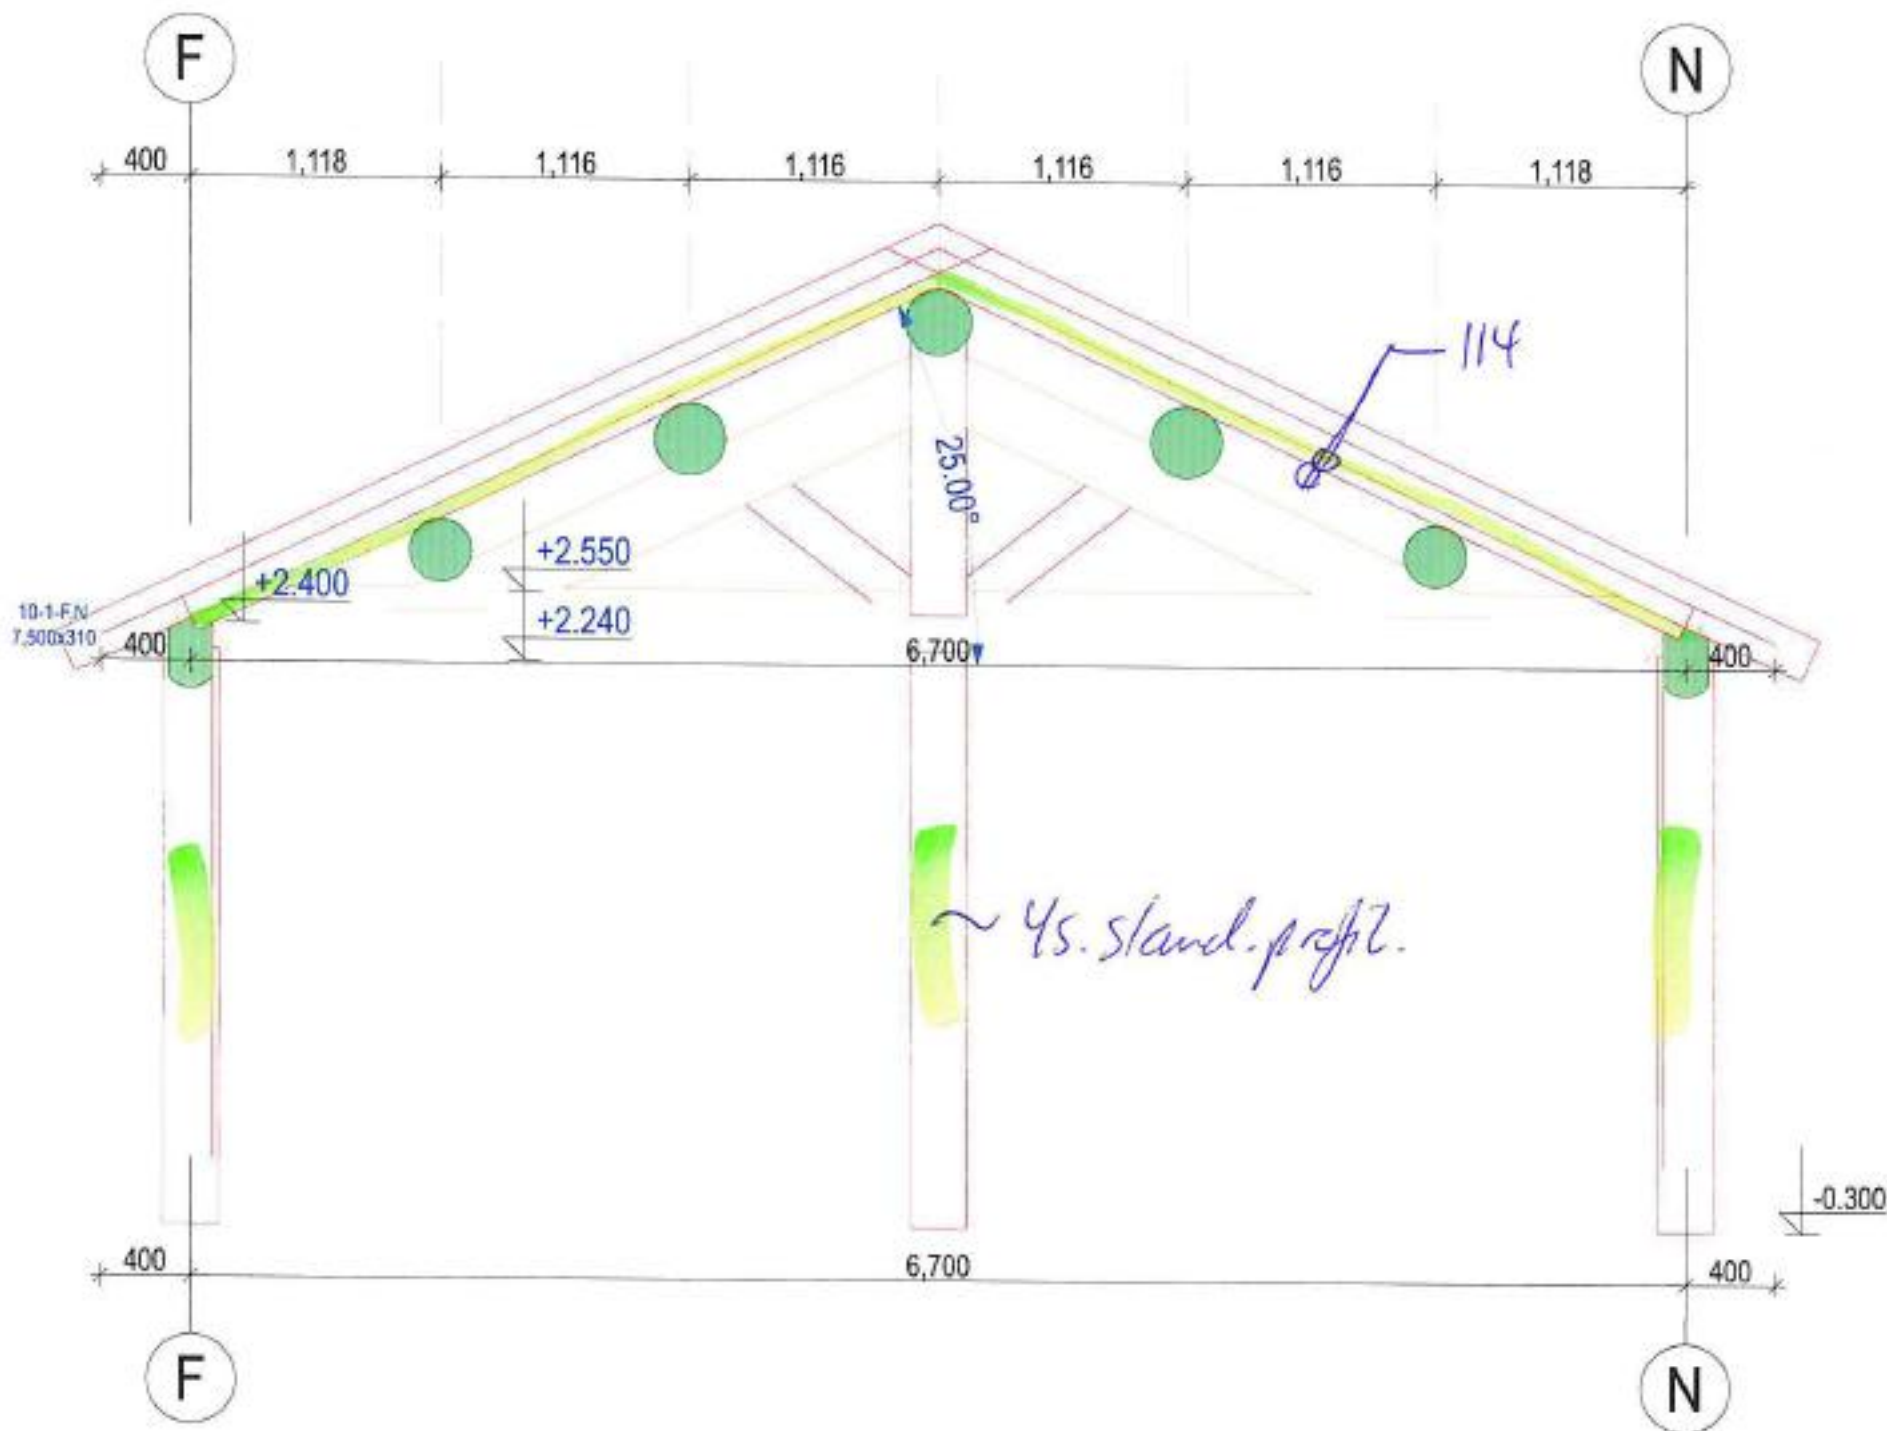 F
N
400 1,118 1,116 1,116 1,116 1,116 1,118
114
25.00°
+2.550
+2.400
10-1-F,N
7,500x310
+2.240
400 6,700 400
stand. profil.
-0.300
400 6,700 400
F
N